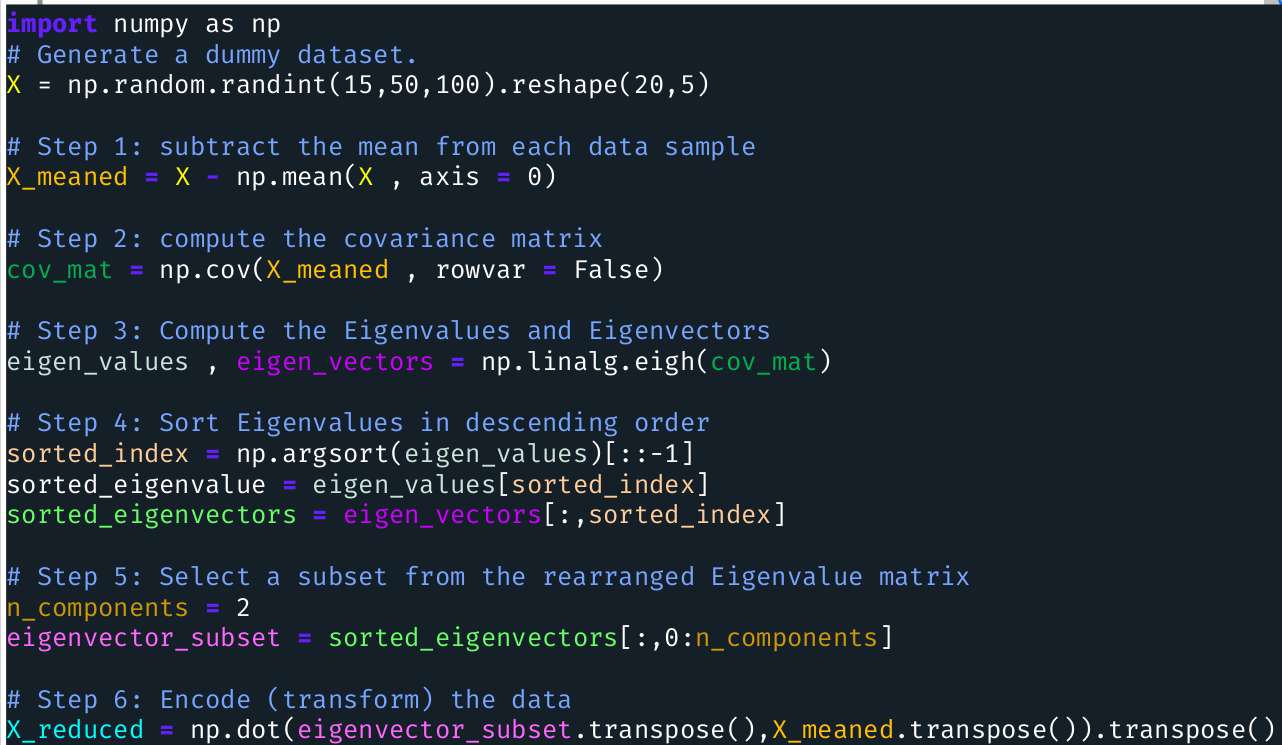 import numpy as np
# Generate a dummy dataset.
X = np.random.randint(15,50,100).reshape(20,5)
# Step 1: subtract the mean from each data sample
X_meaned = X - np.mean(X , axis = 0)
# Step 2: compute the covariance matrix
cov_mat = np.cov(X_meaned , rowvar = False)
# Step 3: Compute the Eigenvalues and Eigenvectors
eigen_values , eigen_vectors = np.linalg.eigh(cov_mat)
# Step 4: Sort Eigenvalues in descending order
sorted_index = np.argsort(eigen_values)[::-1]
sorted_eigenvalue = eigen_values[sorted_index]
sorted_eigenvectors = eigen_vectors[:,sorted_index]
# Step 5: Select a subset from the rearranged Eigenvalue matrix
n_components = 2
eigenvector_subset = sorted_eigenvectors[:,0:n_components]
# Step 6: Encode (transform) the data
X_reduced = np.dot(eigenvector_subset.transpose(),X_meaned.transpose()).transpose()